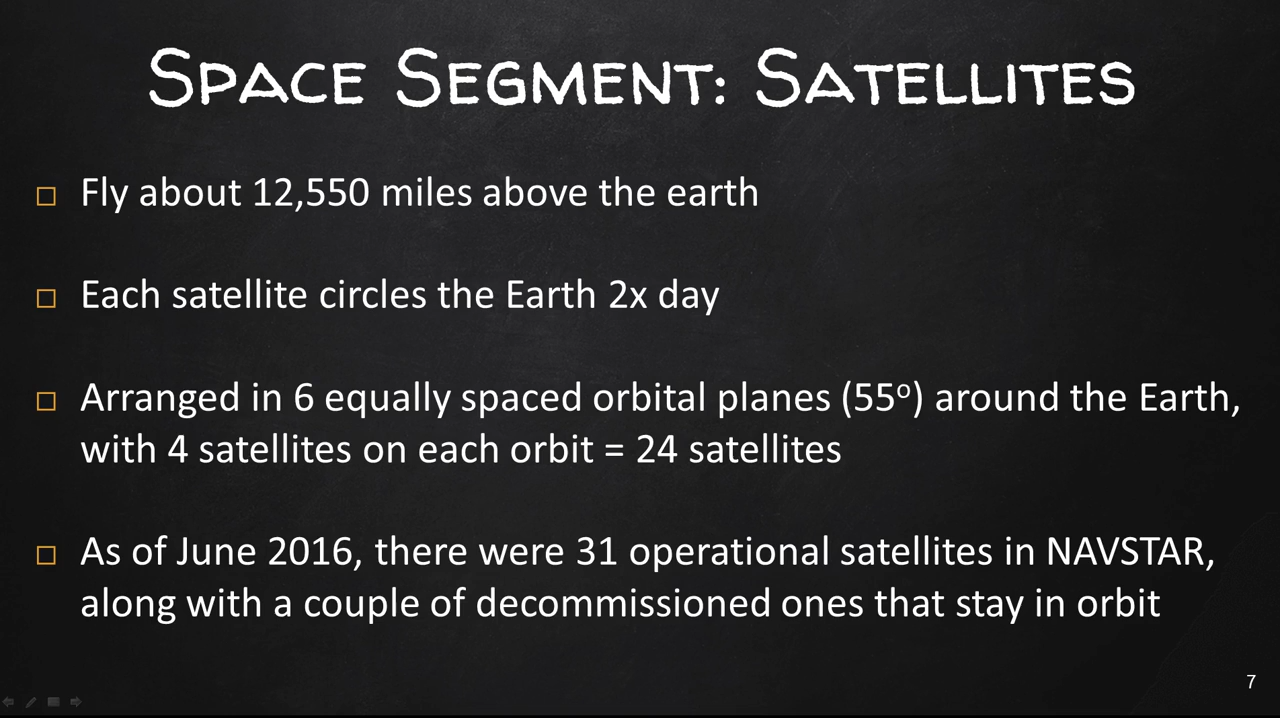 Space Segment: Satellites
Fly about 12,550 miles above the earth
Each satellite circles the Earth 2x day
Arranged in 6 equally spaced orbital planes (55º) around the Earth,
with 4 satellites on each orbit = 24 satellites
As of June 2016, there were 31 operational satellites in NAVSTAR,
along with a couple of decommissioned ones that stay in orbit
7